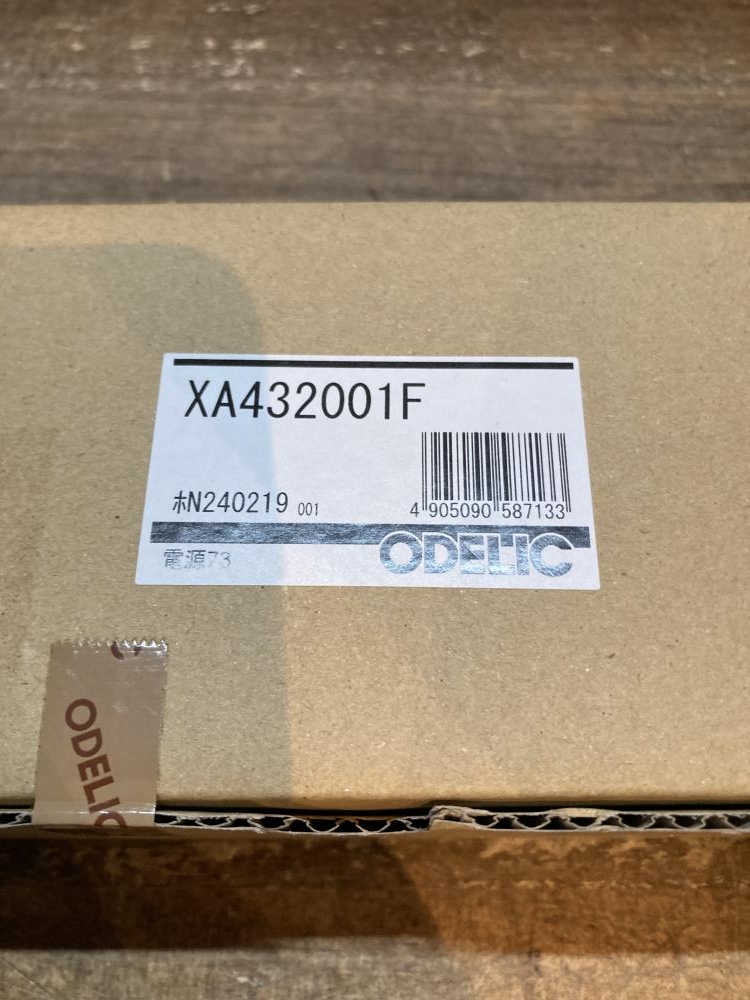 XA432001F
ホN240219 001
4 905090 587133
電源73
ODELIC
ODELIC